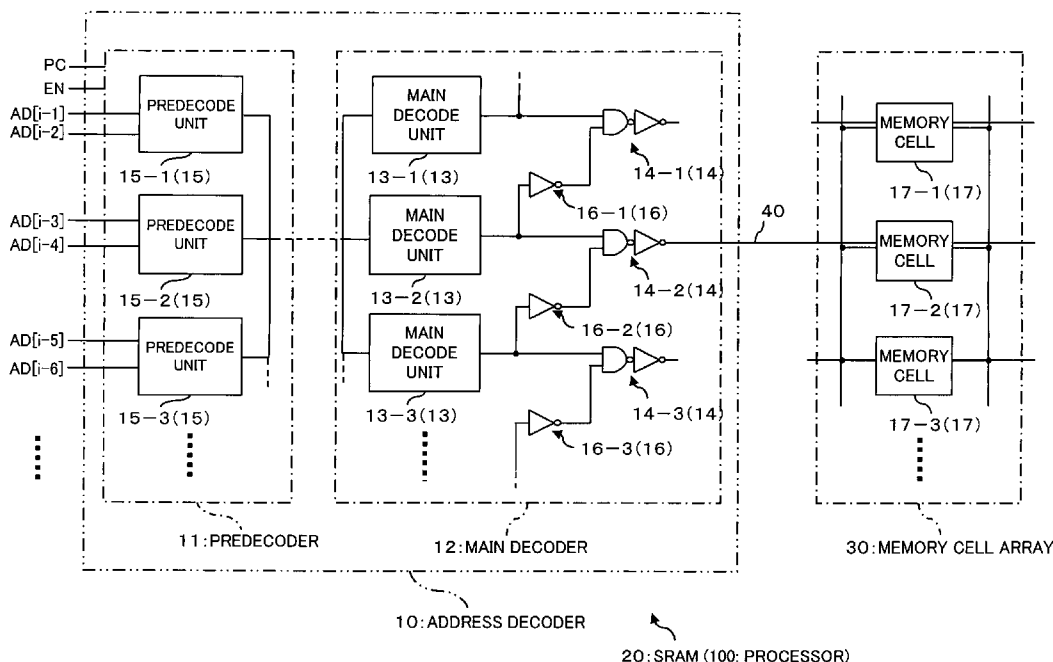 PC
EN
AD[i-1]
AD[i-2]
PREDECODE
UNIT
15-1(15)
AD[i-3]
AD[i-4]
PREDECODE
UNIT
15-2(15)
AD[i-5]
AD[i-6]
PREDECODE
UNIT
15-3(15)
11:PREDECODER
MAIN
DECODE
UNIT
13-1(13)
MAIN
DECODE
UNIT
13-2(13)
MAIN
DECODE
UNIT
13-3(13)
14-1(14)
16-1(16)
14-2(14)
16-2(16)
14-3(14)
16-3(16)
12:MAIN DECODER
40
MEMORY
CELL
17-1(17)
MEMORY
CELL
17-2(17)
MEMORY
CELL
17-3(17)
30:MEMORY CELL ARRAY
10:ADDRESS DECODER
20:SRAM (100: PROCESSOR)